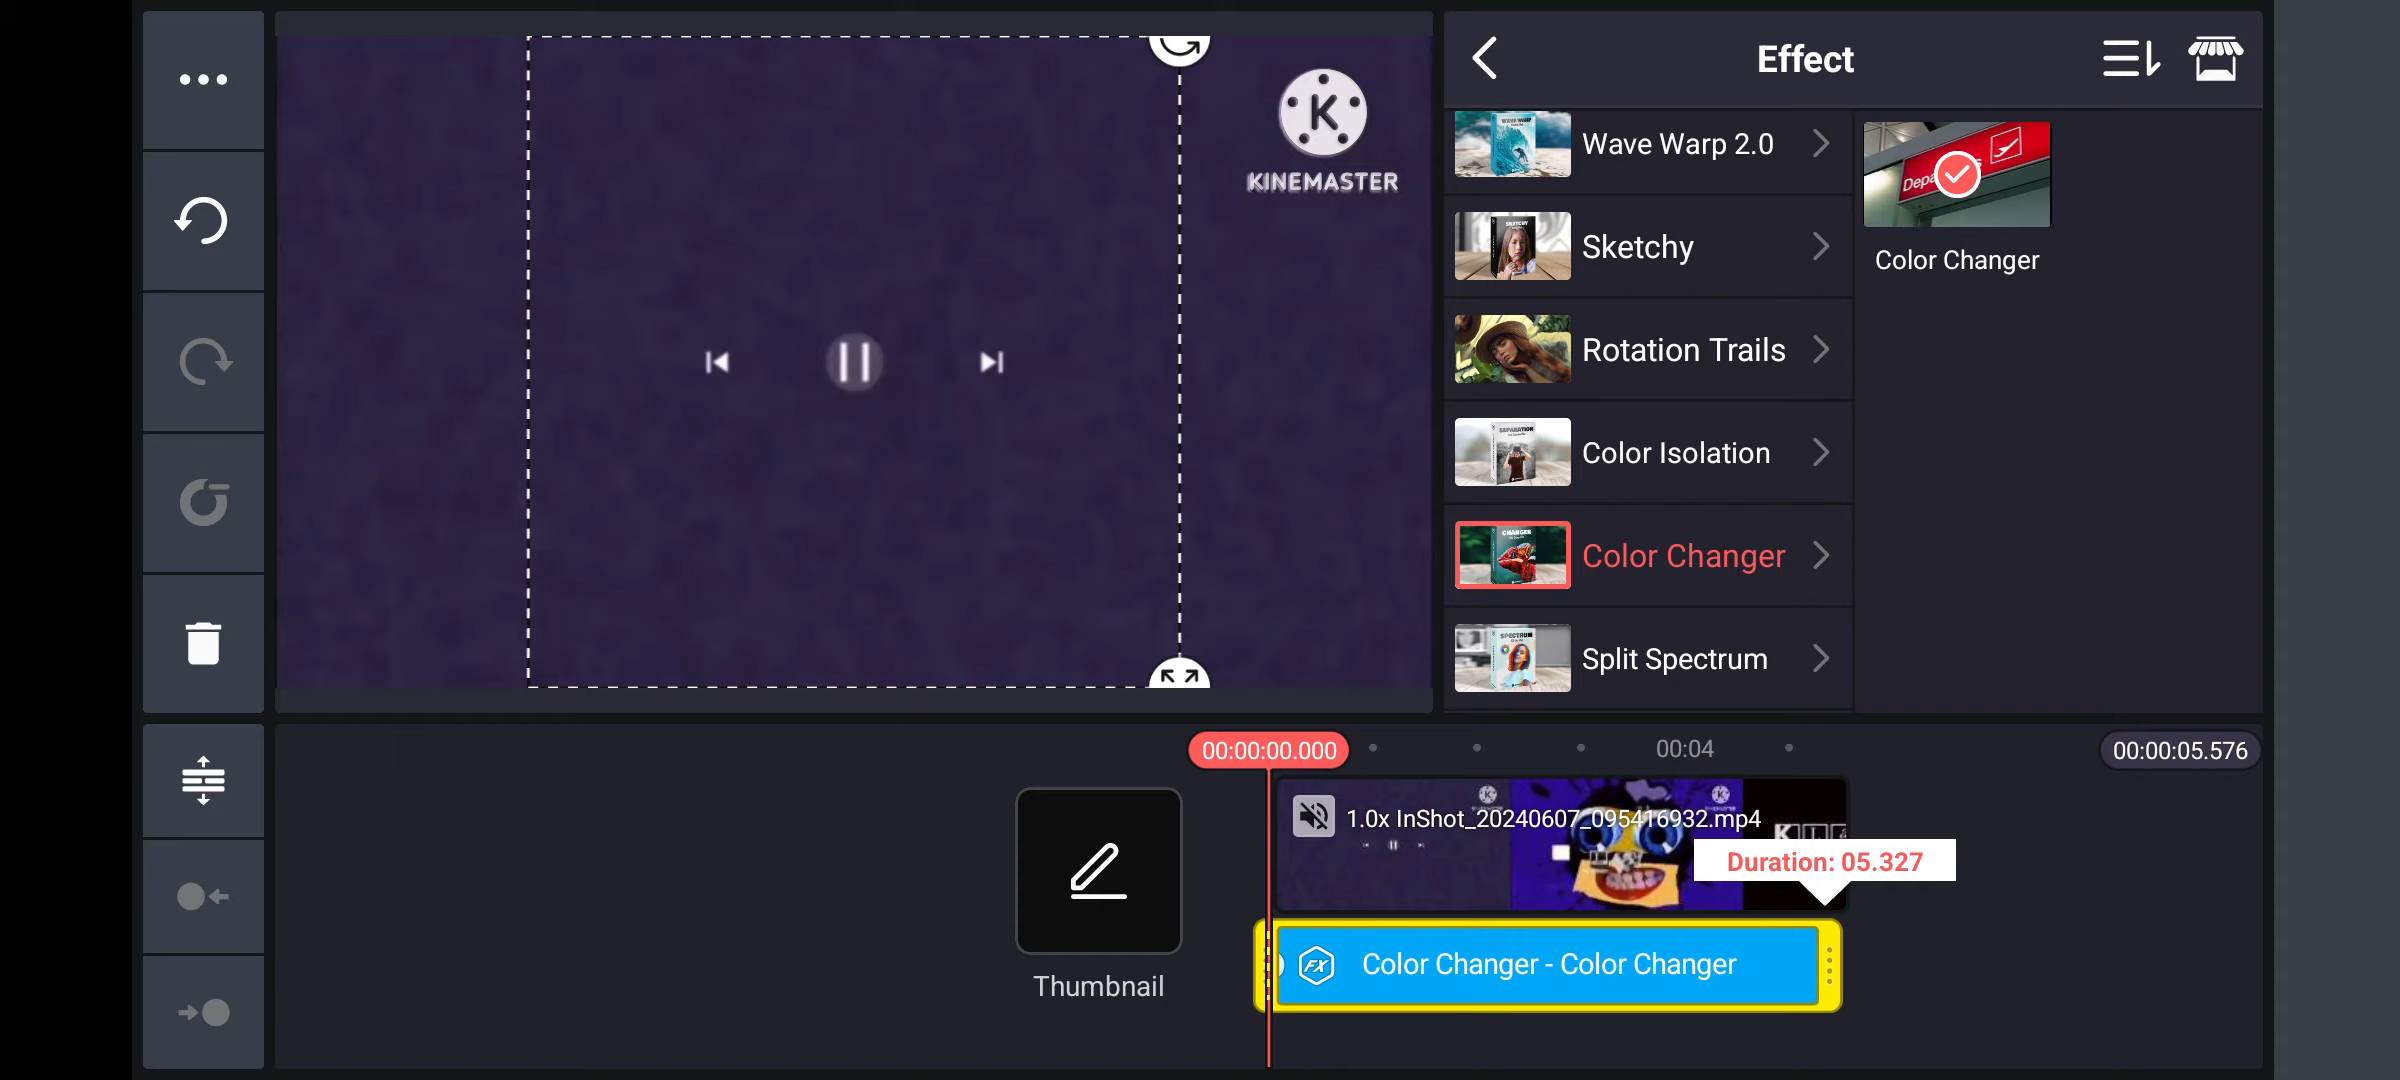 K
KINEMASTER
Effect
Wave Warp 2.0
Sketchy
Rotation Trails
Color Isolation
Color Changer
Split Spectrum
Color Changer
00:00:00.000
00:04
00:00:05.576
1.0x InShot_20240607_095416932.mp4
Duration: 05.327
FX
Color Changer - Color Changer
Thumbnail